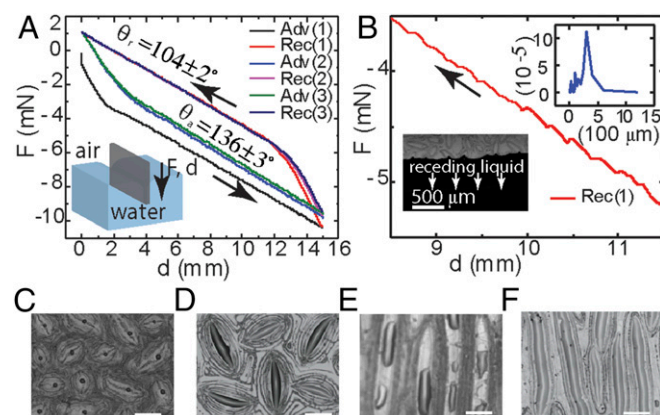 A
2
0
-2
-4
-6
-8
-10
F (mN)
θr=104±2°
θa=136±3°
Adv(1)
Rec(1)
Adv(2)
Rec(2)
Adv(3)
Rec(3)
air
F, d
water
0 2 4 6 8 10 12 14 16
d (mm)
B
-4
-5
F (mN)
(10-5)
10
5
0
0 5 10 15
(100 μm)
receding liquid
500 μm
Rec(1)
9 10 11
d (mm)
C
D
E
F